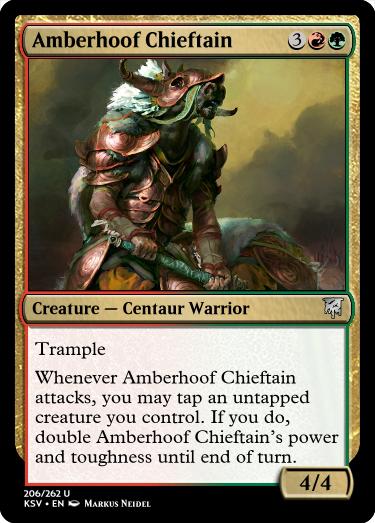 Amberhoof Chieftain 3
Creature — Centaur Warrior
Trample
Whenever Amberhoof Chieftain
attacks, you may tap an untapped
creature you control. If you do,
double Amberhoof Chieftain's power
and toughness until end of turn.
4/4
206/262 U
KSV • EN Markus Neidel